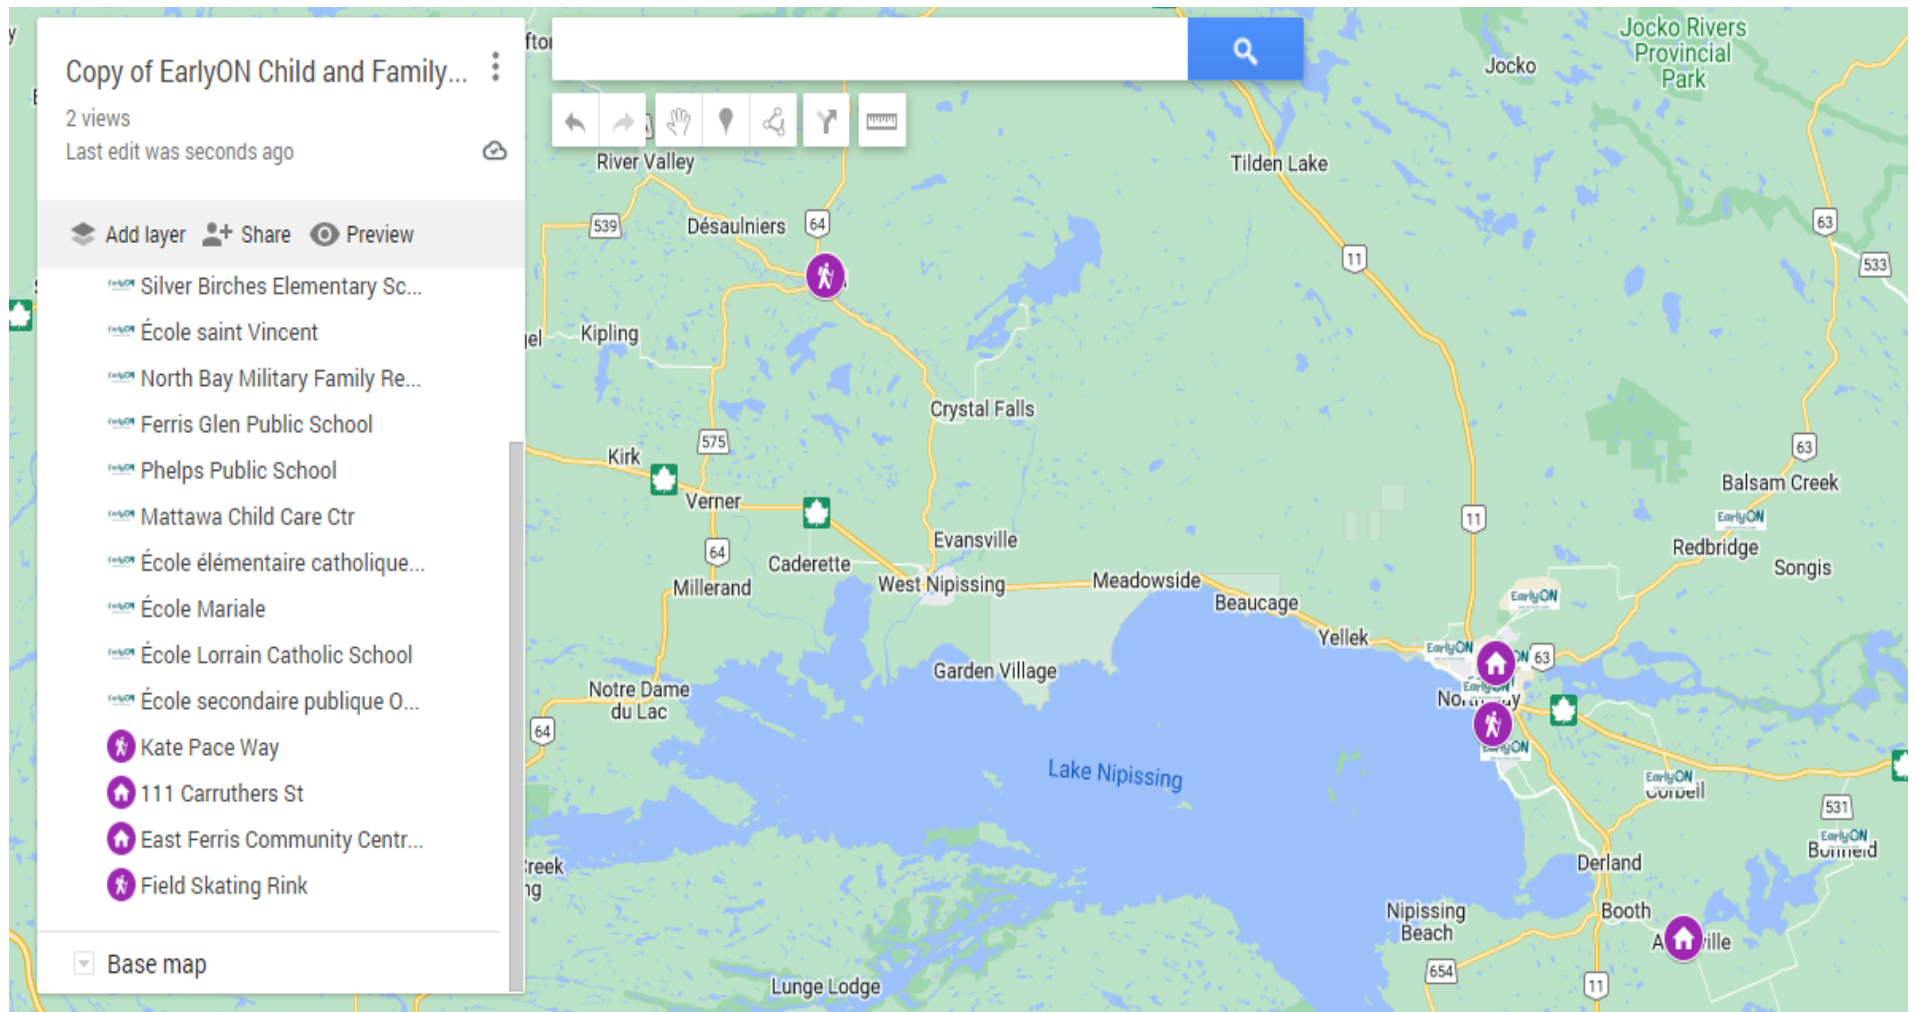 Copy of EarlyON Child and Family...
2 views
Last edit was seconds ago
Add layer
Share
Preview
Silver Birches Elementary Sc...
École saint Vincent
North Bay Military Family Re...
Ferris Glen Public School
Phelps Public School
Mattawa Child Care Ctr
École élémentaire catholique...
École Mariale
École Lorrain Catholic School
École secondaire publique O...
Kate Pace Way
111 Carruthers St
East Ferris Community Centr...
Field Skating Rink
Base map
Jocko Rivers
Provincial
Park
Jocko
River Valley
Tilden Lake
539
Désaulniers
64
63
11
533
Kipling
Crystal Falls
575
Kirk
63
Balsam Creek
Verner
11
EarlyON
Evansville
64
Redbridge
Caderette
Songis
West Nipissing
Meadowside
Millerand
EarlyON
Beaucage
Yellek
EarlyON
63
Garden Village
EarlyON
Notre Dame
du Lac
64
EarlyON
Lake Nipissing
EarlyON
531
EarlyON
Derland
Nipissing
Beach
Booth
654
11
Lunge Lodge